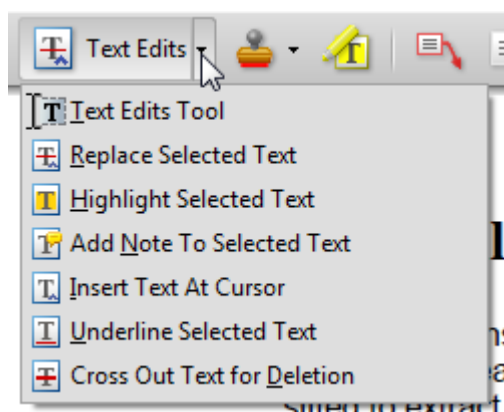 Text Edits
Text Edits Tool
Replace Selected Text
Highlight Selected Text
Add Note To Selected Text
Insert Text At Cursor
Underline Selected Text
Cross Out Text for Deletion